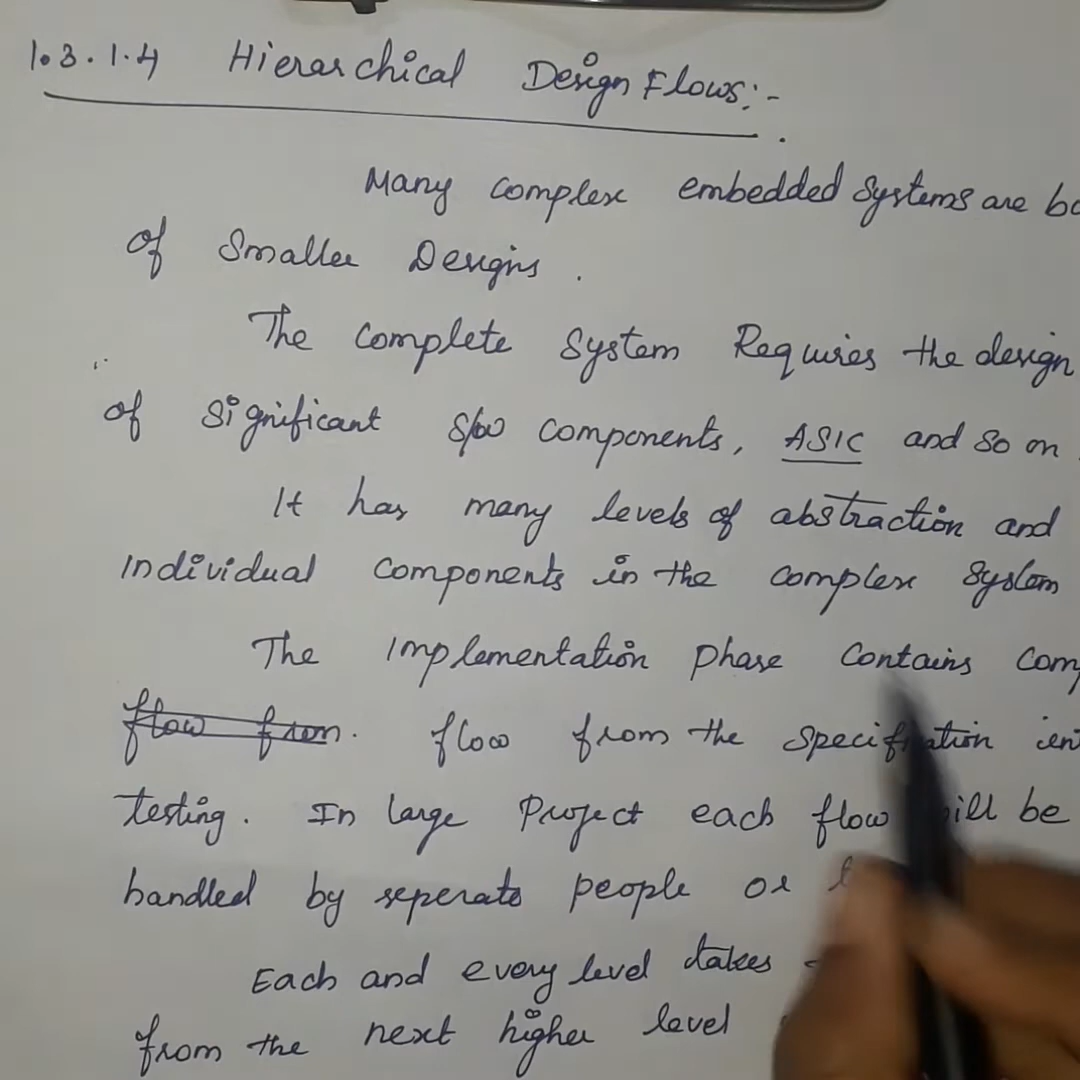 1.3.1.4 Hierarchical Design Flows:-
Many complex embedded systems are
of smaller Designs.
The complete system Requires the design
of significant s/w components, ASIC and so on
It has many levels of abstraction and
individual components in the complex system
The implementation phase contains
flow from. flow from the specification
testing. In large Project each flow will be
handled by seperate people or
Each and every level takes
from the next higher level